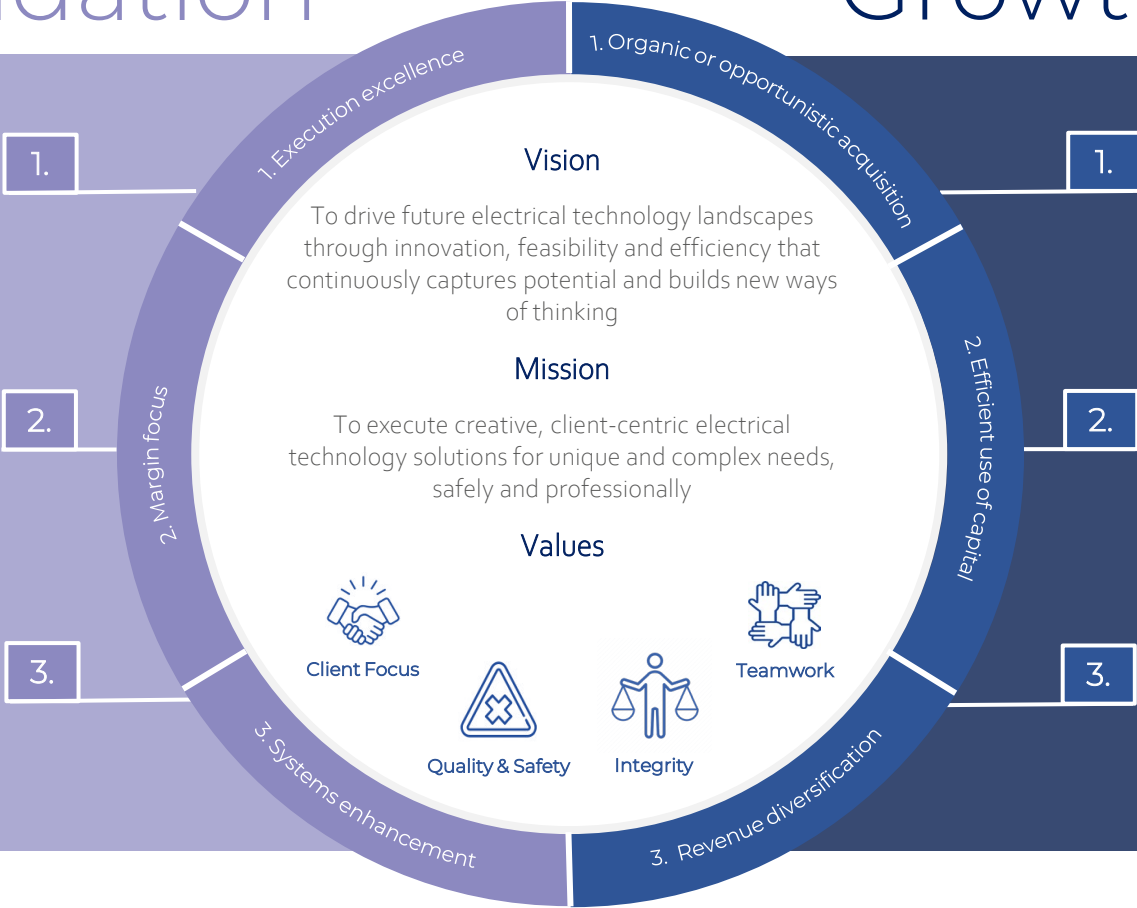 1. Execution excellence
1. Organic or opportunistic acquisition
1.
1.
Vision
To drive future electrical technology landscapes
through innovation, feasibility and efficiency that
continuously captures potential and builds new ways
of thinking
2. Margin focus
2. Efficient use of capital
2.
2.
Mission
To execute creative, client-centric electrical
technology solutions for unique and complex needs,
safely and professionally
Values
Client Focus
Teamwork
Quality & Safety
Integrity
3.
3.
3. Systems enhancement
3. Revenue diversification